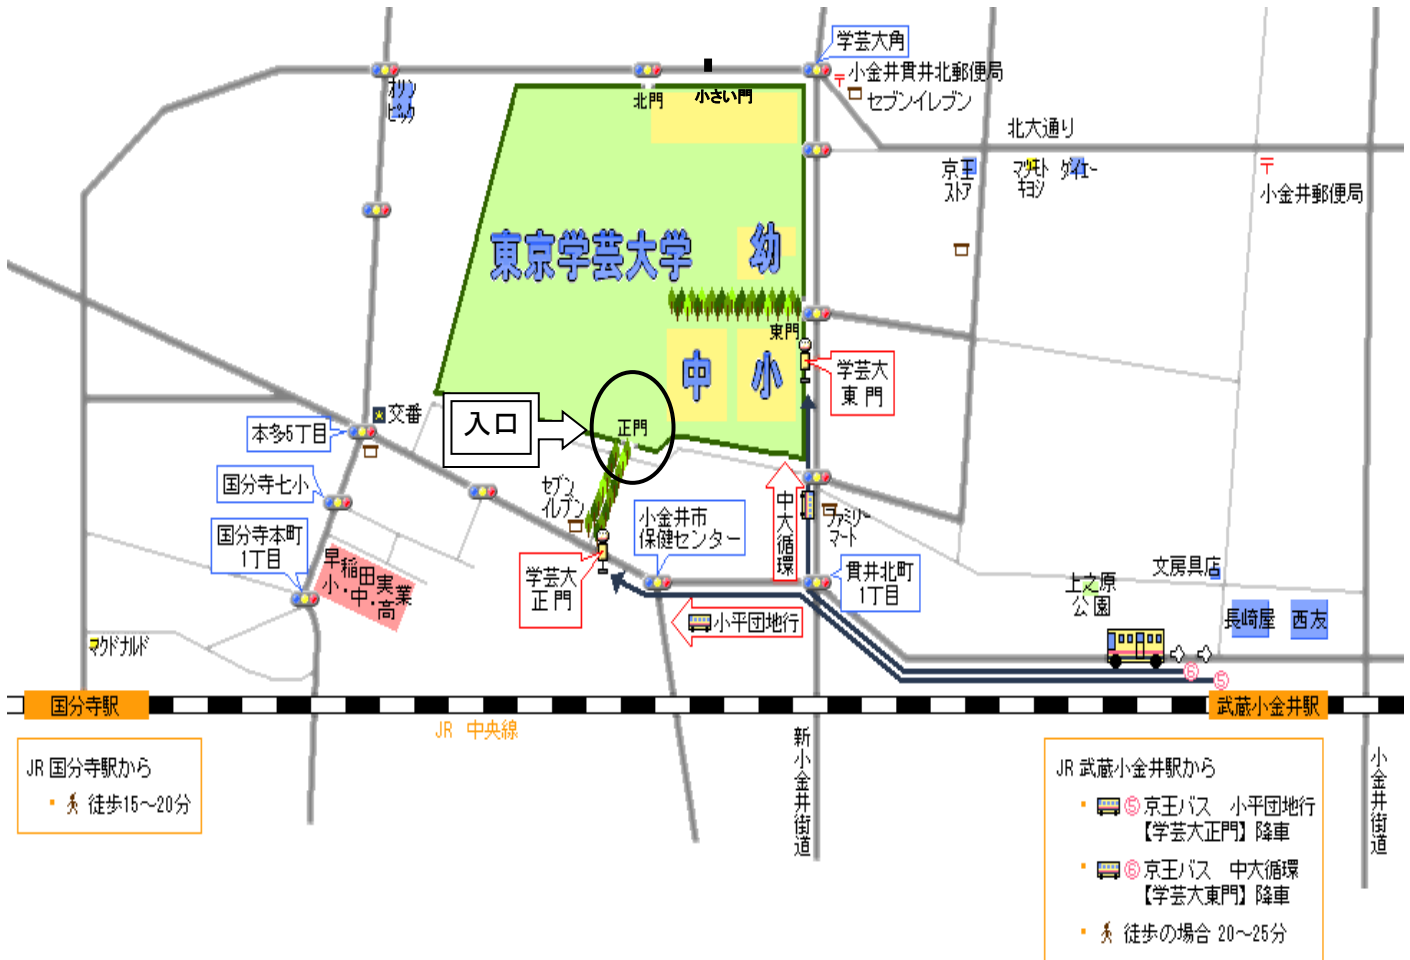 学芸大角
〒小金井貫井北郵便局
セブンイレブン
オリン
ピック
北門
小さい門
北大通り
京王
ストア
マツモト
キヨシ
ダイエー
〒
小金井郵便局
東京学芸大学
幼
東門
中
小
学芸大
東門
入口
正門
交番
本多5丁目
国分寺七小
国分寺本町
1丁目
早稲田実業
小・中・高
セブン
イレブン
小金井市
保健センター
中大循環
ファミリー
マート
学芸大
正門
貫井北町
1丁目
文房具店
上之原
公園
長崎屋
西友
小平団地行
マクドナルド
⑥
⑤
国分寺駅
武蔵小金井駅
JR 中央線
新小金井街道
小金井街道
JR 国分寺駅から
徒歩15～20分
JR 武蔵小金井駅から
⑤京王バス 小平団地行
【学芸大正門】降車
⑥京王バス 中大循環
【学芸大東門】降車
徒歩の場合 20～25分